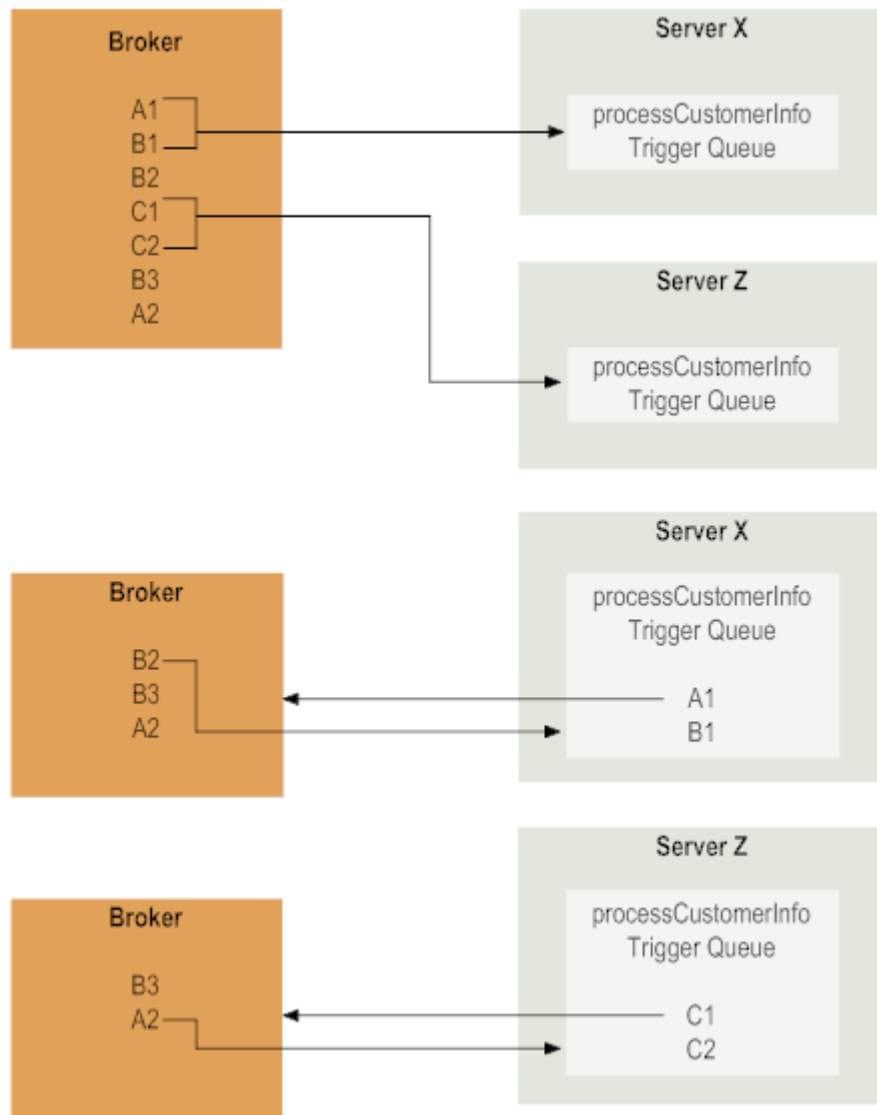 Broker
A1
B1
B2
C1
C2
B3
A2
Server X
processCustomerInfo
Trigger Queue
Server Z
processCustomerInfo
Trigger Queue
Broker
B2
B3
A2
Server X
processCustomerInfo
Trigger Queue
A1
B1
Broker
B3
A2
Server Z
processCustomerInfo
Trigger Queue
C1
C2